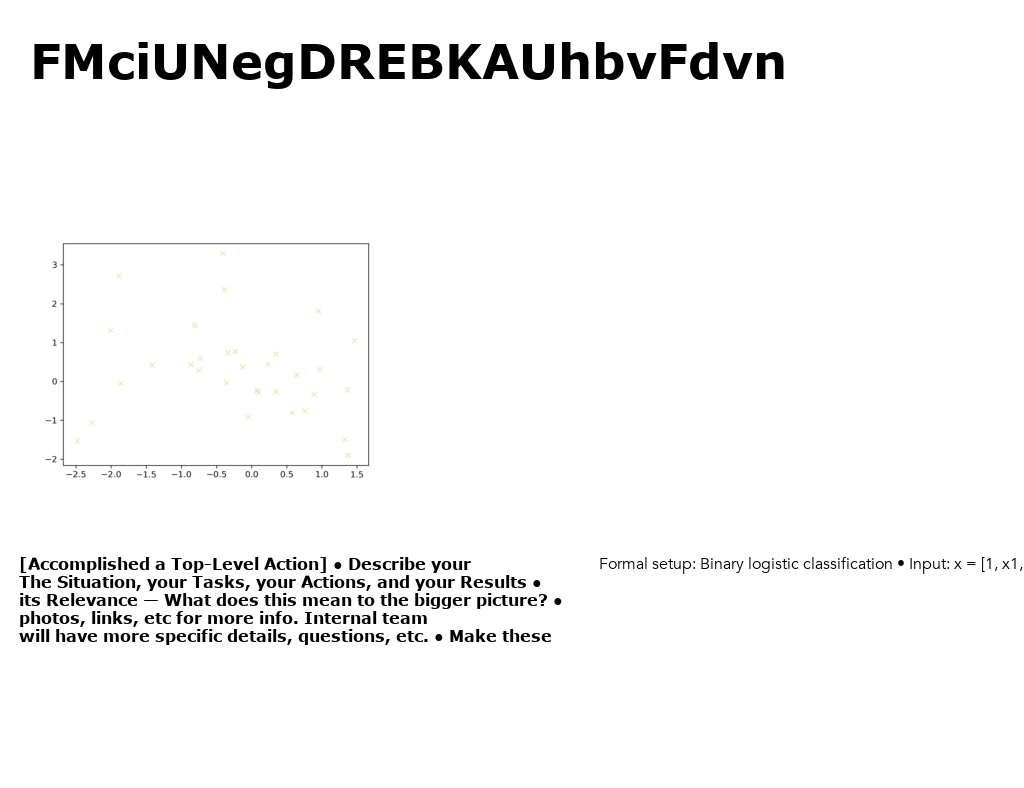 FMciUNegDREBKAUhbvFdvn
3
2
1
0
−1
−2
−2.5 −2.0 −1.5 −1.0 −0.5 0.0 0.5 1.0 1.5
[Accomplished a Top-Level Action] • Describe your
The Situation, your Tasks, your Actions, and your Results •
its Relevance — What does this mean to the bigger picture? •
photos, links, etc for more info. Internal team
will have more specific details, questions, etc. • Make these
Formal setup: Binary logistic classification • Input: x = [1, x1,